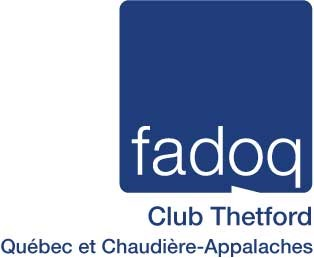 fadoq
Club Thetford
Québec et Chaudière-Appalaches